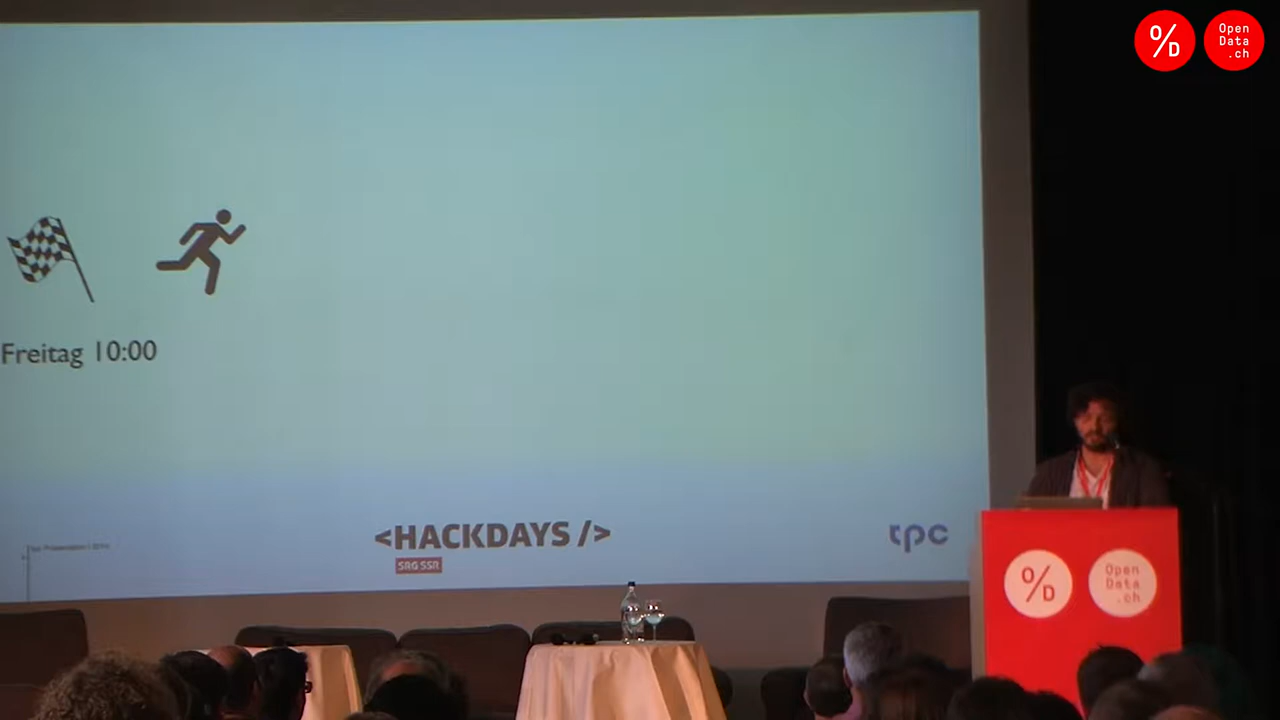 %
D
Open
Data
.ch
Freitag 10:00
<HACKDAYS />
SRG SSR
tpc
%
D
Open
Data
.ch